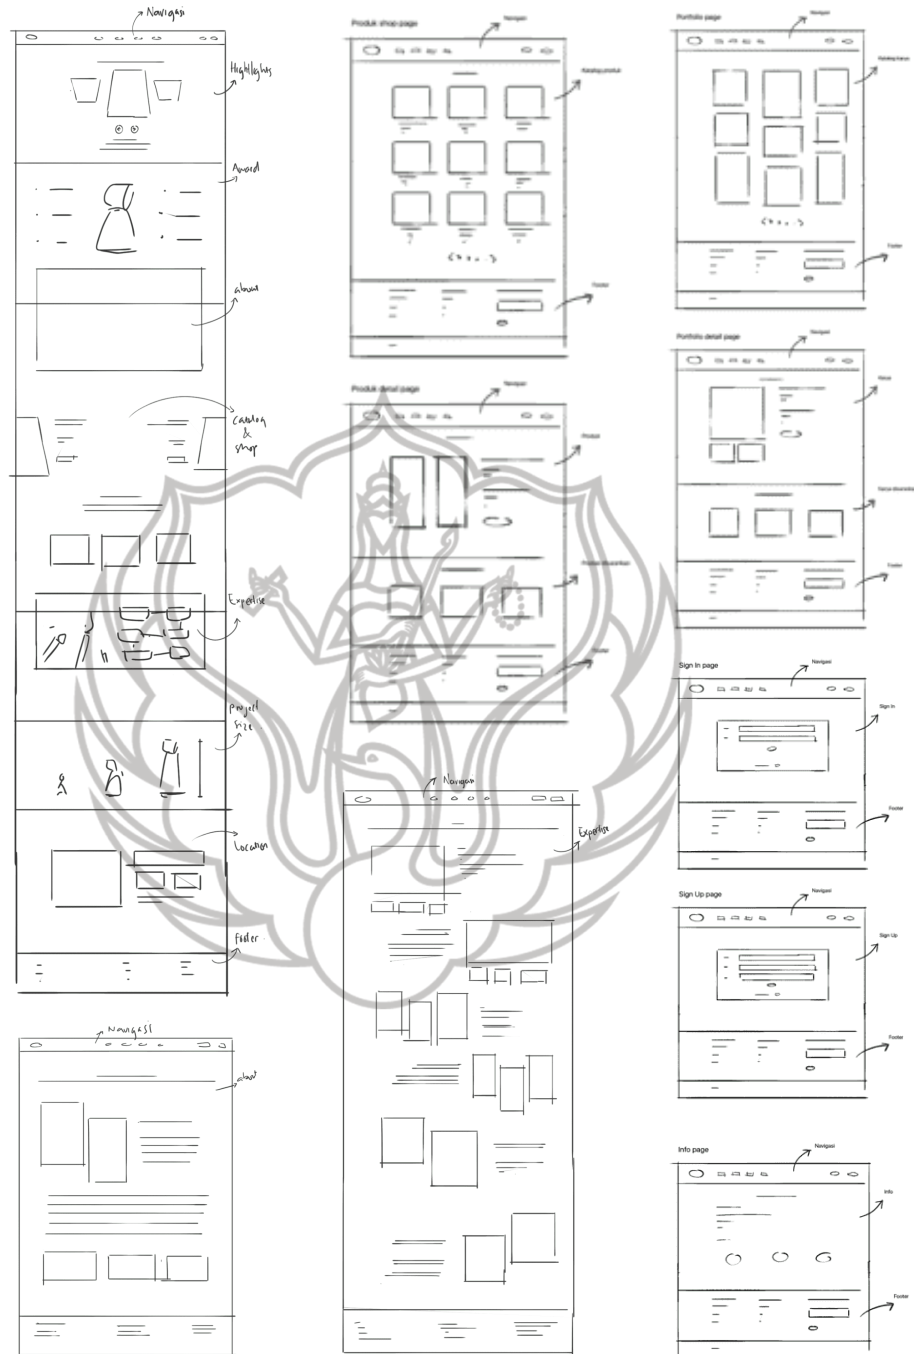 Navigasi
Highlights
Award
about
Catalog
&
shop
Expertise
Project
size
Location
Footer
Navigasi
about
Produk shop page
Navigasi
Katalog produk
Footer
Produk detail page
Navigasi
Produk
Footer
Navigasi
Expertise
Portfolio page
Navigasi
Katalog karya
Footer
Portfolio detail page
Navigasi
Karya
Footer
Sign In page
Navigasi
Sign In
Footer
Sign Up page
Navigasi
Sign Up
Footer
Info page
Navigasi
Info
Footer